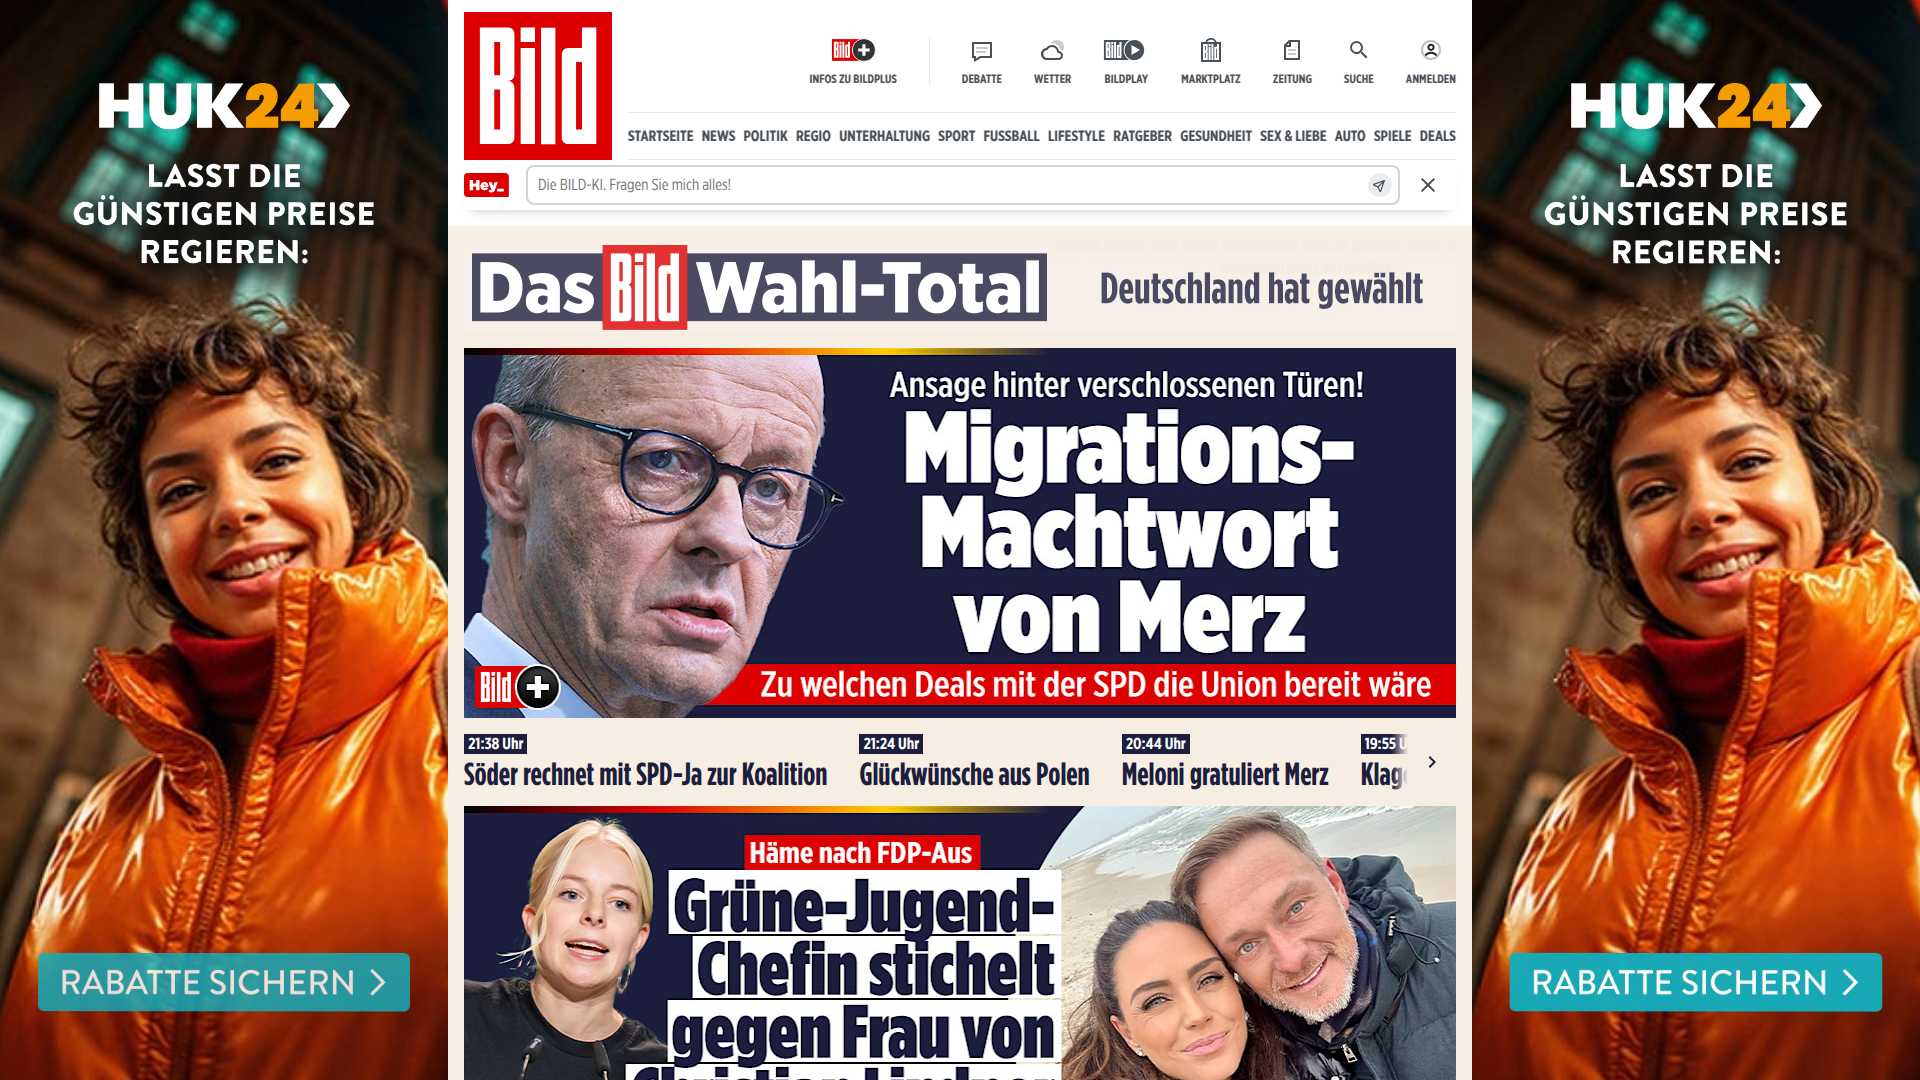 HUK24
LASST DIE
GÜNSTIGEN PREISE
REGIEREN:
RABATTE SICHERN
Bild
Bild
INFOS ZU BILDPLUS
DEBATTE
WETTER
Bild
BILDPLAY
Bild
MARKTPLATZ
ZEITUNG
SUCHE
ANMELDEN
STARTSEITE NEWS POLITIK REGIO UNTERHALTUNG SPORT FUSSBALL LIFESTYLE RATGEBER GESUNDHEIT SEX & LIEBE AUTO SPIELE DEALS
Hey_
Die BILD-KI. Fragen Sie mich alles!
Das Bild Wahl-Total
Deutschland hat gewählt
Ansage hinter verschlossenen Türen!
Migrations-
Machtwort
von Merz
Bild +
Zu welchen Deals mit der SPD die Union bereit wäre
21:38 Uhr
Söder rechnet mit SPD-Ja zur Koalition
21:24 Uhr
Glückwünsche aus Polen
20:44 Uhr
Meloni gratuliert Merz
19:55
Häme nach FDP-Aus
Grüne-Jugend-
Chefin stichelt
gegen Frau von
Christian Lindner
HUK24
LASST DIE
GÜNSTIGEN PREISE
REGIEREN:
RABATTE SICHERN